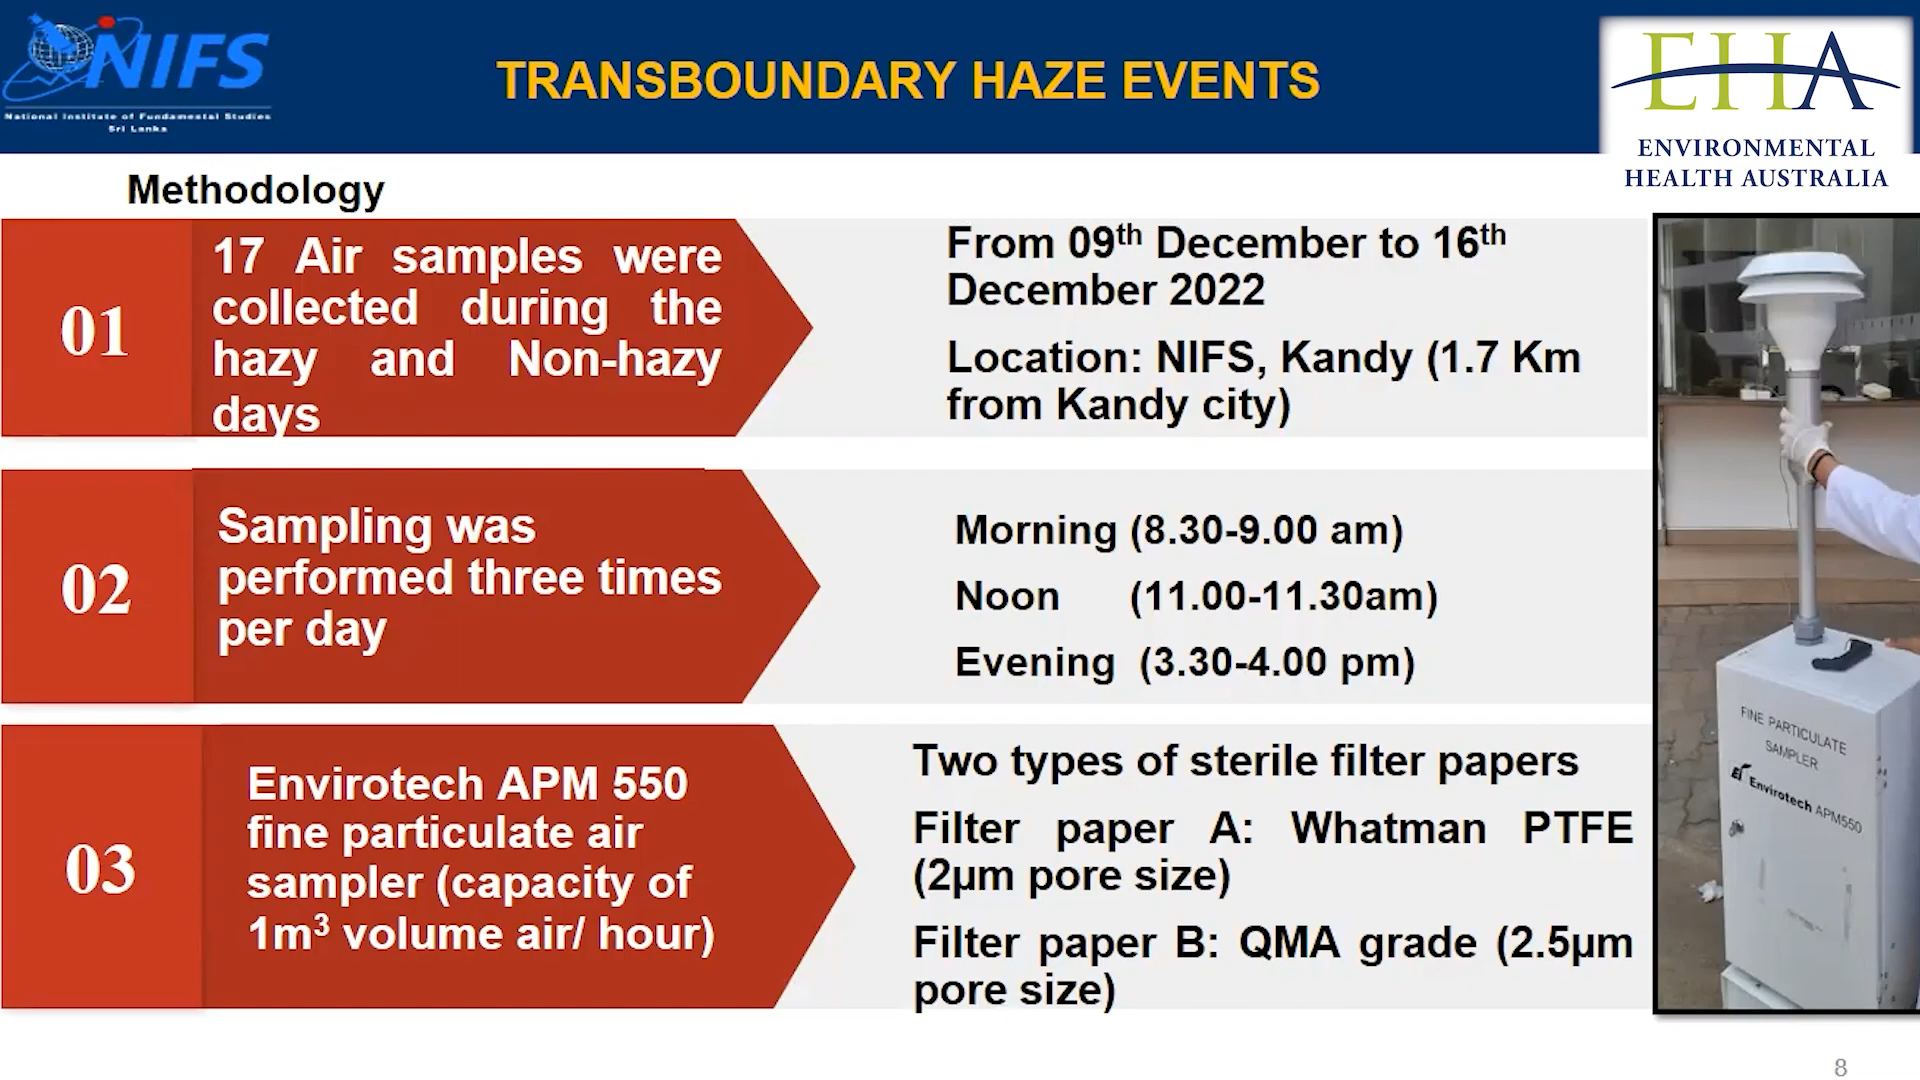 NIFS
National Institute of Fundamental Studies
Sri Lanka
TRANSBOUNDARY HAZE EVENTS
EHA
ENVIRONMENTAL
HEALTH AUSTRALIA
Methodology
01
17 Air samples were
collected during the
hazy and Non-hazy
days
From 09th December to 16th
December 2022
Location: NIFS, Kandy (1.7 Km
from Kandy city)
02
Sampling was
performed three times
per day
Morning (8.30-9.00 am)
Noon (11.00-11.30am)
Evening (3.30-4.00 pm)
03
Envirotech APM 550
fine particulate air
sampler (capacity of
1m³ volume air/ hour)
Two types of sterile filter papers
Filter paper A: Whatman PTFE
(2µm pore size)
Filter paper B: QMA grade (2.5µm
pore size)
FINE PARTICULATE
SAMPLER
Envirotech APM550
8